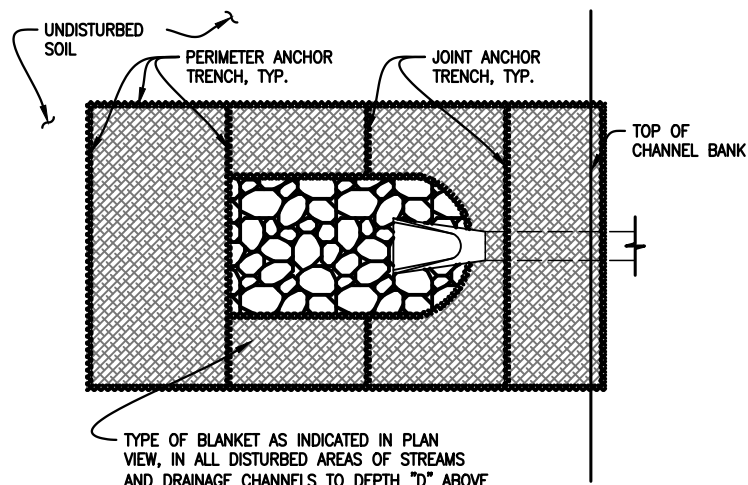 UNDISTURBED
SOIL
PERIMETER ANCHOR
TRENCH, TYP.
JOINT ANCHOR
TRENCH, TYP.
TOP OF
CHANNEL BANK
TYPE OF BLANKET AS INDICATED IN PLAN
VIEW, IN ALL DISTURBED AREAS OF STREAMS
AND DRAINAGE CHANNELS TO DEPTH "D" ABOVE